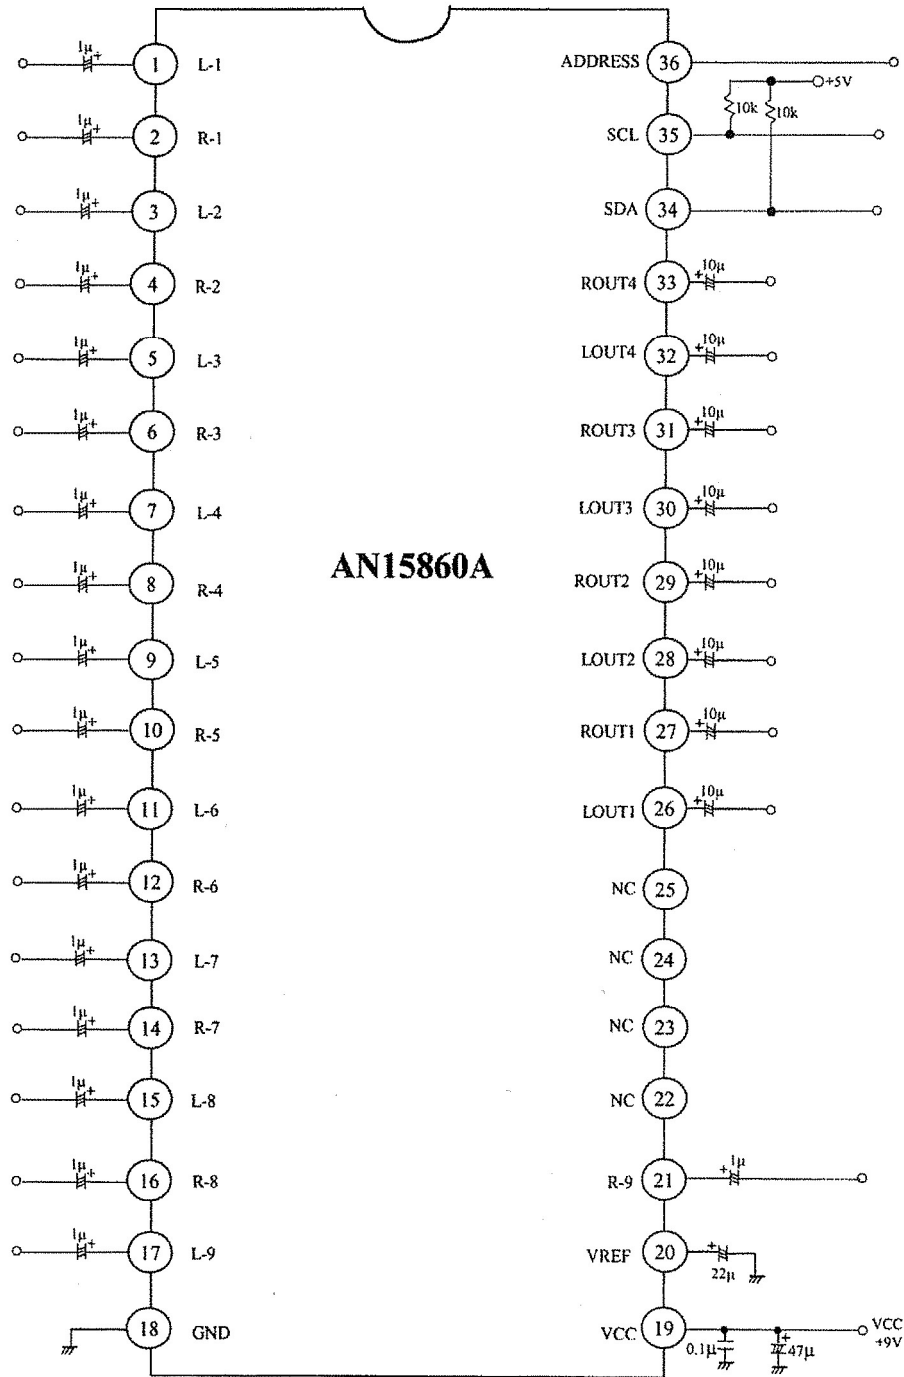 1μ + 1 L-1 ADDRESS 36
10k 10k +5V
1μ + 2 R-1 SCL 35
1μ + 3 L-2 SDA 34
1μ + 4 R-2 ROUT4 33 + 10μ
1μ + 5 L-3 LOUT4 32 + 10μ
1μ + 6 R-3 ROUT3 31 + 10μ
1μ + 7 L-4 LOUT3 30 + 10μ
AN15860A
1μ + 8 R-4 ROUT2 29 + 10μ
1μ + 9 L-5 LOUT2 28 + 10μ
1μ + 10 R-5 ROUT1 27 + 10μ
1μ + 11 L-6 LOUT1 26 + 10μ
1μ + 12 R-6 NC 25
1μ + 13 L-7 NC 24
1μ + 14 R-7 NC 23
1μ + 15 L-8 NC 22
1μ + 16 R-8 R-9 21 + 1μ
1μ + 17 L-9 VREF 20 + 22μ
18 GND VCC 19 0.1μ + 47μ VCC
+9V